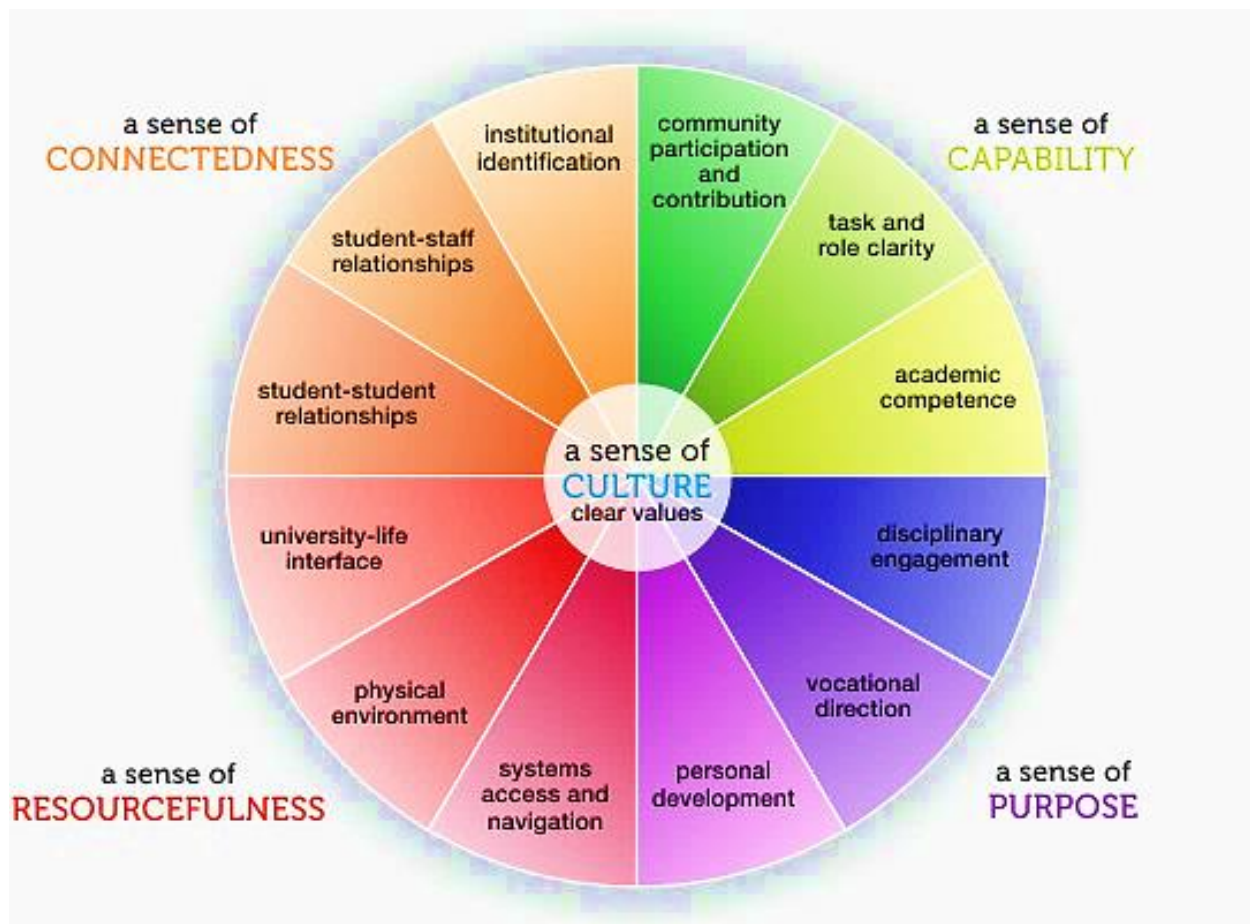 a sense of
CONNECTEDNESS
institutional
identification
student-staff
relationships
student-student
relationships
a sense of
CAPABILITY
community
participation
and
contribution
task and
role clarity
academic
competence
a sense of
CULTURE
clear values
university-life
interface
physical
environment
systems
access and
navigation
a sense of
RESOURCEFULNESS
disciplinary
engagement
vocational
direction
personal
development
a sense of
PURPOSE